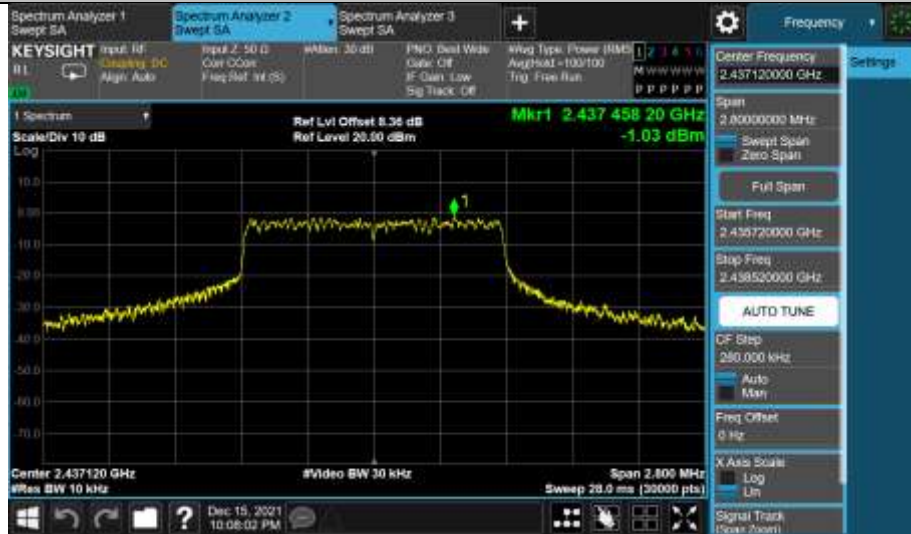 Spectrum Analyzer 1
Swept SA
Spectrum Analyzer 2
Swept SA
Spectrum Analyzer 3
Swept SA
+
Frequency
KEYSIGHT
RL
Input: RF
Coupling: DC
Align: Auto
Input Z: 50 Ω
Corr CCorr
Freq Ref: Int (S)
#Atten: 30 dB
PNO: Best Wide
Gate: Off
IF Gain: Low
Sig Track: Off
#Avg Type: Power (RMS)
Avg|Hold: >100/100
Trig: Free Run
1 2 3 4 5 6
M W W W W W
P P P P P P
1 Spectrum
Scale/Div 10 dB
Log
Ref Lvl Offset 8.36 dB
Ref Level 20.00 dBm
Mkr1 2.437 458 20 GHz
-1.03 dBm
10.0
0.00
-10.0
-20.0
-30.0
-40.0
-50.0
-60.0
-70.0
1
Center 2.437120 GHz
#Res BW 10 kHz
#Video BW 30 kHz
Span 2.800 MHz
Sweep 28.0 ms (30000 pts)
Dec 15, 2021
10:08:02 PM
Center Frequency
2.437120000 GHz
Settings
Span
2.80000000 MHz
Swept Span
Zero Span
Full Span
Start Freq
2.435720000 GHz
Stop Freq
2.438520000 GHz
AUTO TUNE
CF Step
280.000 kHz
Auto
Man
Freq Offset
0 Hz
X Axis Scale
Log
Lin
Signal Track
(Span Zoom)